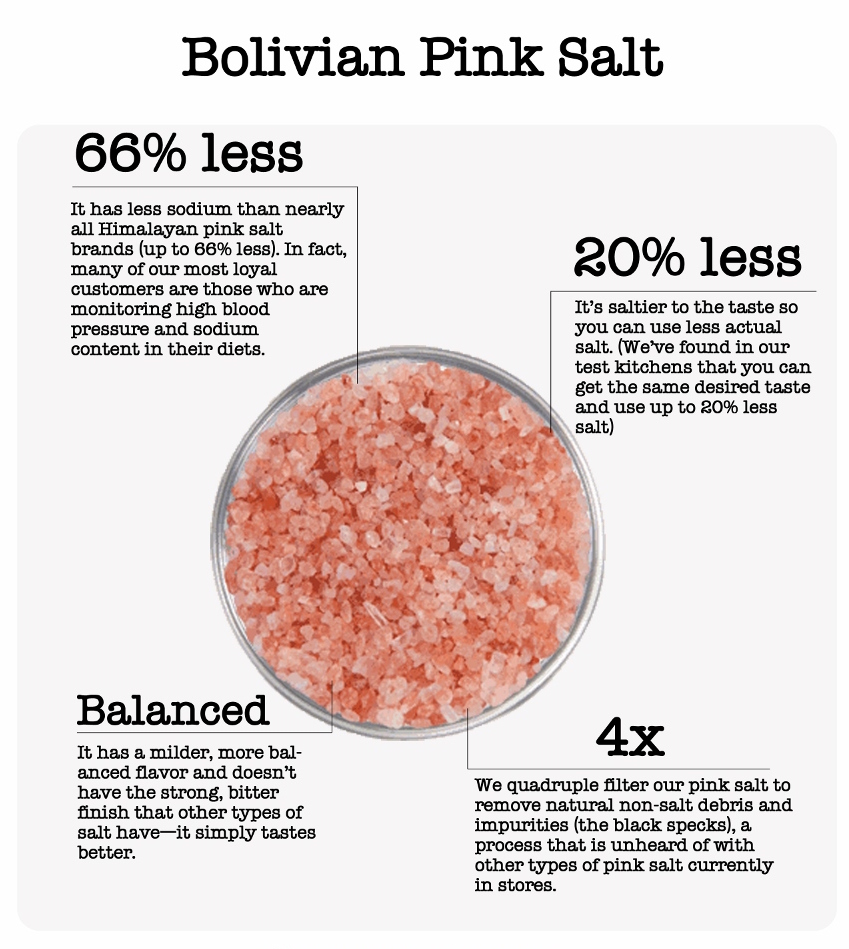 Bolivian Pink Salt
66% less
It has less sodium than nearly
all Himalayan pink salt
brands (up to 66% less). In fact,
many of our most loyal
customers are those who are
monitoring high blood
pressure and sodium
content in their diets.
20% less
It's saltier to the taste so
you can use less actual
salt. (We've found in our
test kitchens that you can
get the same desired taste
and use up to 20% less
salt)
Balanced
It has a milder, more bal-
anced flavor and doesn't
have the strong, bitter
finish that other types of
salt have—it simply tastes
better.
4x
We quadruple filter our pink salt to
remove natural non-salt debris and
impurities (the black specks), a
process that is unheard of with
other types of pink salt currently
in stores.